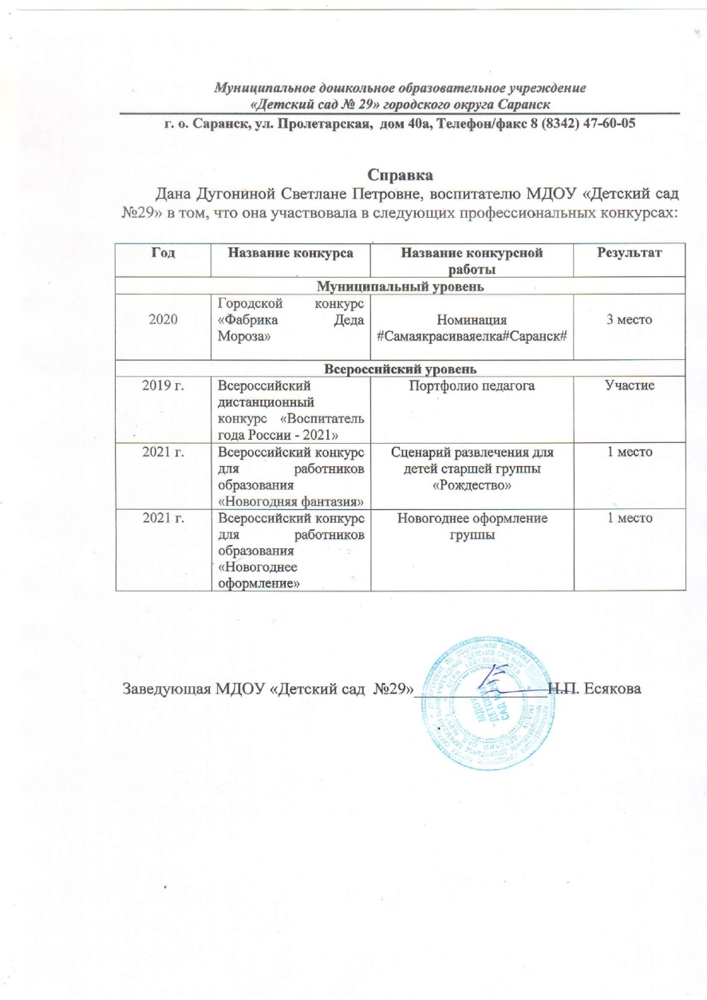 Муниципальное дошкольное образовательное учреждение
«Детский сад № 29» городского округа Саранск
г. о. Саранск, ул. Пролетарская, дом 40а, Телефон/факс 8 (8342) 47-60-05
Справка
Дана Дугониной Светлане Петровне, воспитателю МДОУ «Детский сад
№29» в том, что она участвовала в следующих профессиональных конкурсах:
Год Название конкурса Название конкурсной работы Результат
Муниципальный уровень
2020
Городской конкурс
«Фабрика Деда
Мороза»
Номинация
#Самаякрасиваяелка#Саранск#
3 место
Всероссийский уровень
2019 г.
Всероссийский
дистанционный
конкурс «Воспитатель
года России - 2021»
Портфолио педагога
Участие
2021 г.
Всероссийский конкурс
для работников
образования
«Новогодняя фантазия»
Сценарий развлечения для
детей старшей группы
«Рождество»
1 место
2021 г.
Всероссийский конкурс
для работников
образования
«Новогоднее
оформление»
Новогоднее оформление
группы
1 место
Заведующая МДОУ «Детский сад №29» Н.П. Есякова
МДОУ
"ДЕТСКИЙ
САД №29"